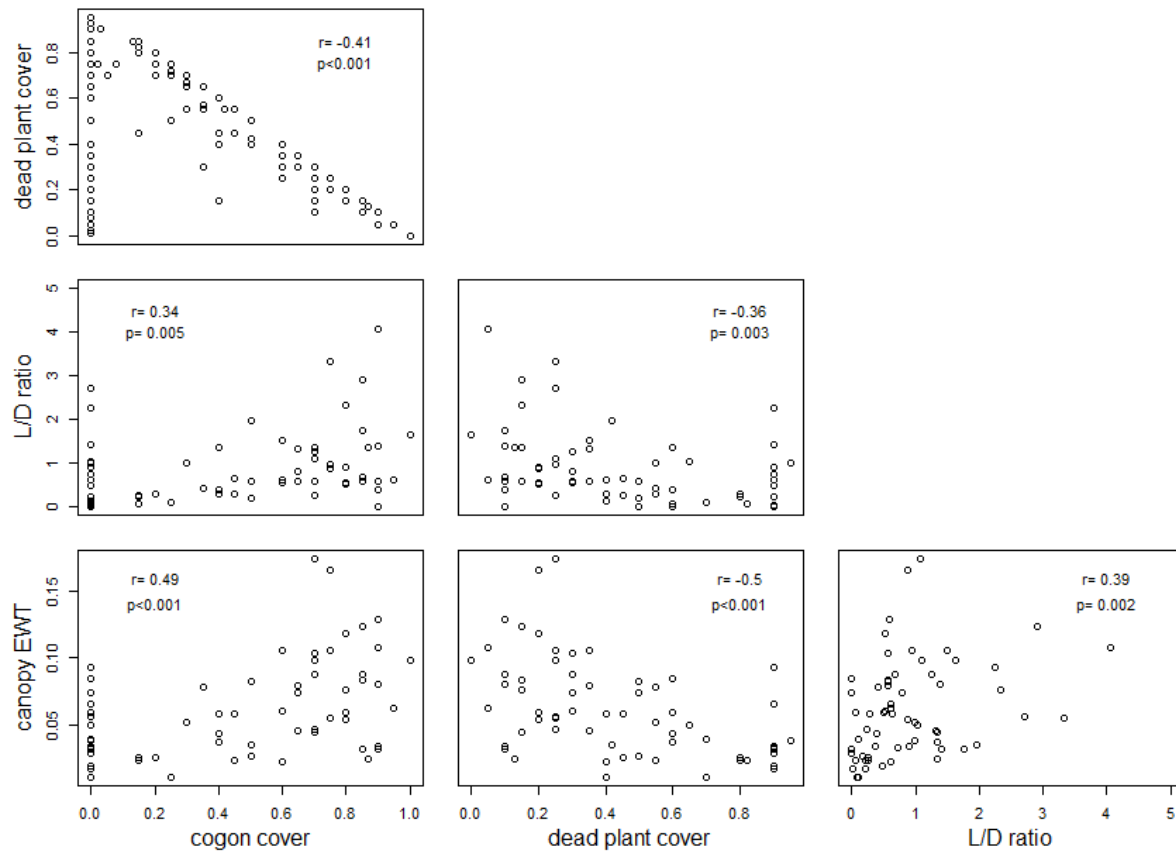 dead plant cover
0.0 0.2 0.4 0.6 0.8
r= -0.41
p<0.001
L/D ratio
0 1 2 3 4 5
r= 0.34
p= 0.005
r= -0.36
p= 0.003
canopy EWT
0.05 0.10 0.15
r= 0.49
p<0.001
r= -0.5
p<0.001
r= 0.39
p= 0.002
0.0 0.2 0.4 0.6 0.8 1.0
cogon cover
0.0 0.2 0.4 0.6 0.8
dead plant cover
0 1 2 3 4 5
L/D ratio